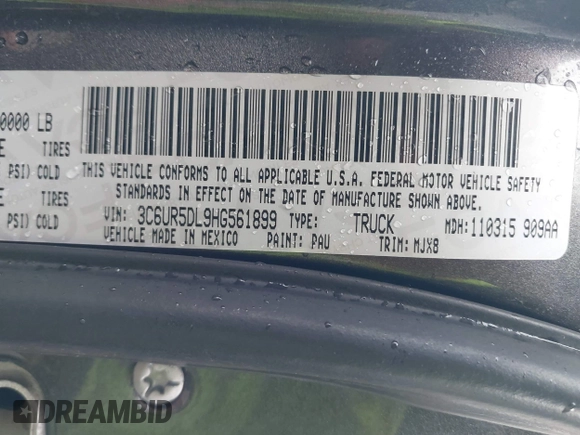 0000 LB
E TIRES
PSI) COLD
E TIRES
PSI) COLD
THIS VEHICLE CONFORMS TO ALL APPLICABLE U.S.A. FEDERAL MOTOR VEHICLE SAFETY
STANDARDS IN EFFECT ON THE DATE OF MANUFACTURE SHOWN ABOVE.
VIN: 3C6UR5DL9HG561899 TYPE: TRUCK MDH: 110315 909AA
VEHICLE MADE IN MEXICO PAINT: PAU TRIM: MJX8
DREAMBID